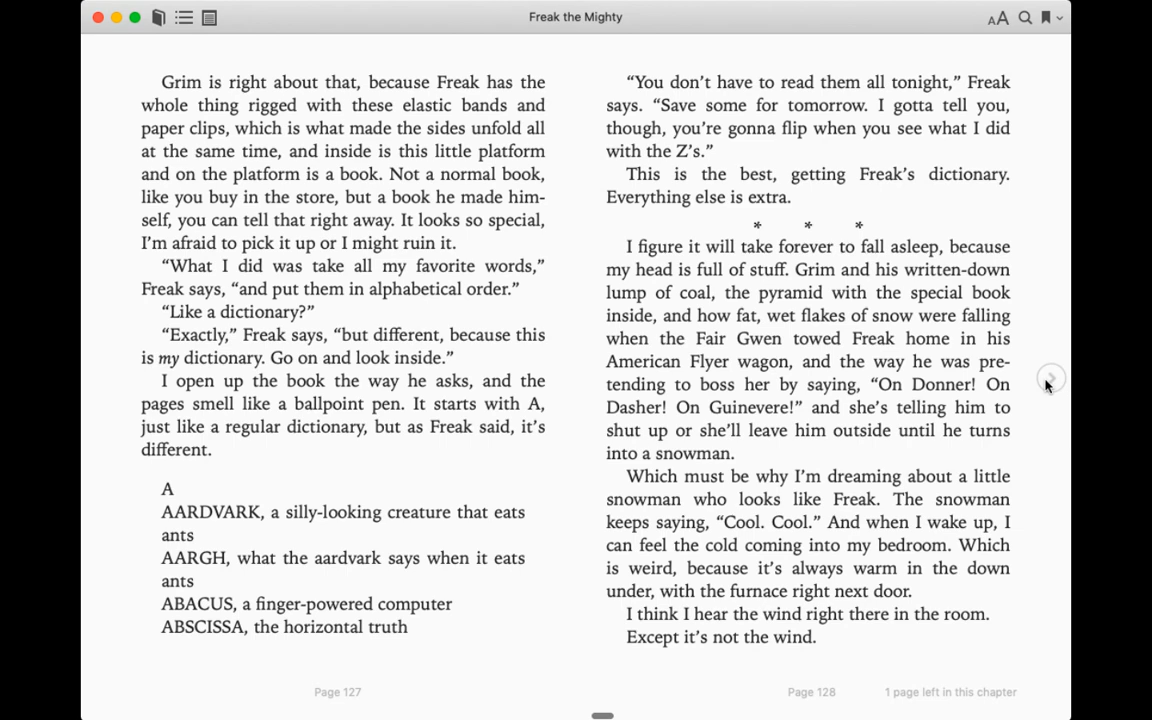 Freak the Mighty
AA
Grim is right about that, because Freak has the
whole thing rigged with these elastic bands and
paper clips, which is what made the sides unfold all
at the same time, and inside is this little platform
and on the platform is a book. Not a normal book,
like you buy in the store, but a book he made him-
self, you can tell that right away. It looks so special,
I’m afraid to pick it up or I might ruin it.
“What I did was take all my favorite words,”
Freak says, “and put them in alphabetical order.”
“Like a dictionary?”
“Exactly,” Freak says, “but different, because this
is my dictionary. Go on and look inside.”
I open up the book the way he asks, and the
pages smell like a ballpoint pen. It starts with A,
just like a regular dictionary, but as Freak said, it’s
different.
A
AARDVARK, a silly-looking creature that eats
ants
AARGH, what the aardvark says when it eats
ants
ABACUS, a finger-powered computer
ABSCISSA, the horizontal truth
Page 127
“You don’t have to read them all tonight,” Freak
says. “Save some for tomorrow. I gotta tell you,
though, you’re gonna flip when you see what I did
with the Z’s.”
This is the best, getting Freak’s dictionary.
Everything else is extra.
* * *
I figure it will take forever to fall asleep, because
my head is full of stuff. Grim and his written-down
lump of coal, the pyramid with the special book
inside, and how fat, wet flakes of snow were falling
when the Fair Gwen towed Freak home in his
American Flyer wagon, and the way he was pre-
tending to boss her by saying, “On Donner! On
Dasher! On Guinevere!” and she’s telling him to
shut up or she’ll leave him outside until he turns
into a snowman.
Which must be why I’m dreaming about a little
snowman who looks like Freak. The snowman
keeps saying, “Cool. Cool.” And when I wake up, I
can feel the cold coming into my bedroom. Which
is weird, because it’s always warm in the down
under, with the furnace right next door.
I think I hear the wind right there in the room.
Except it’s not the wind.
Page 128
1 page left in this chapter